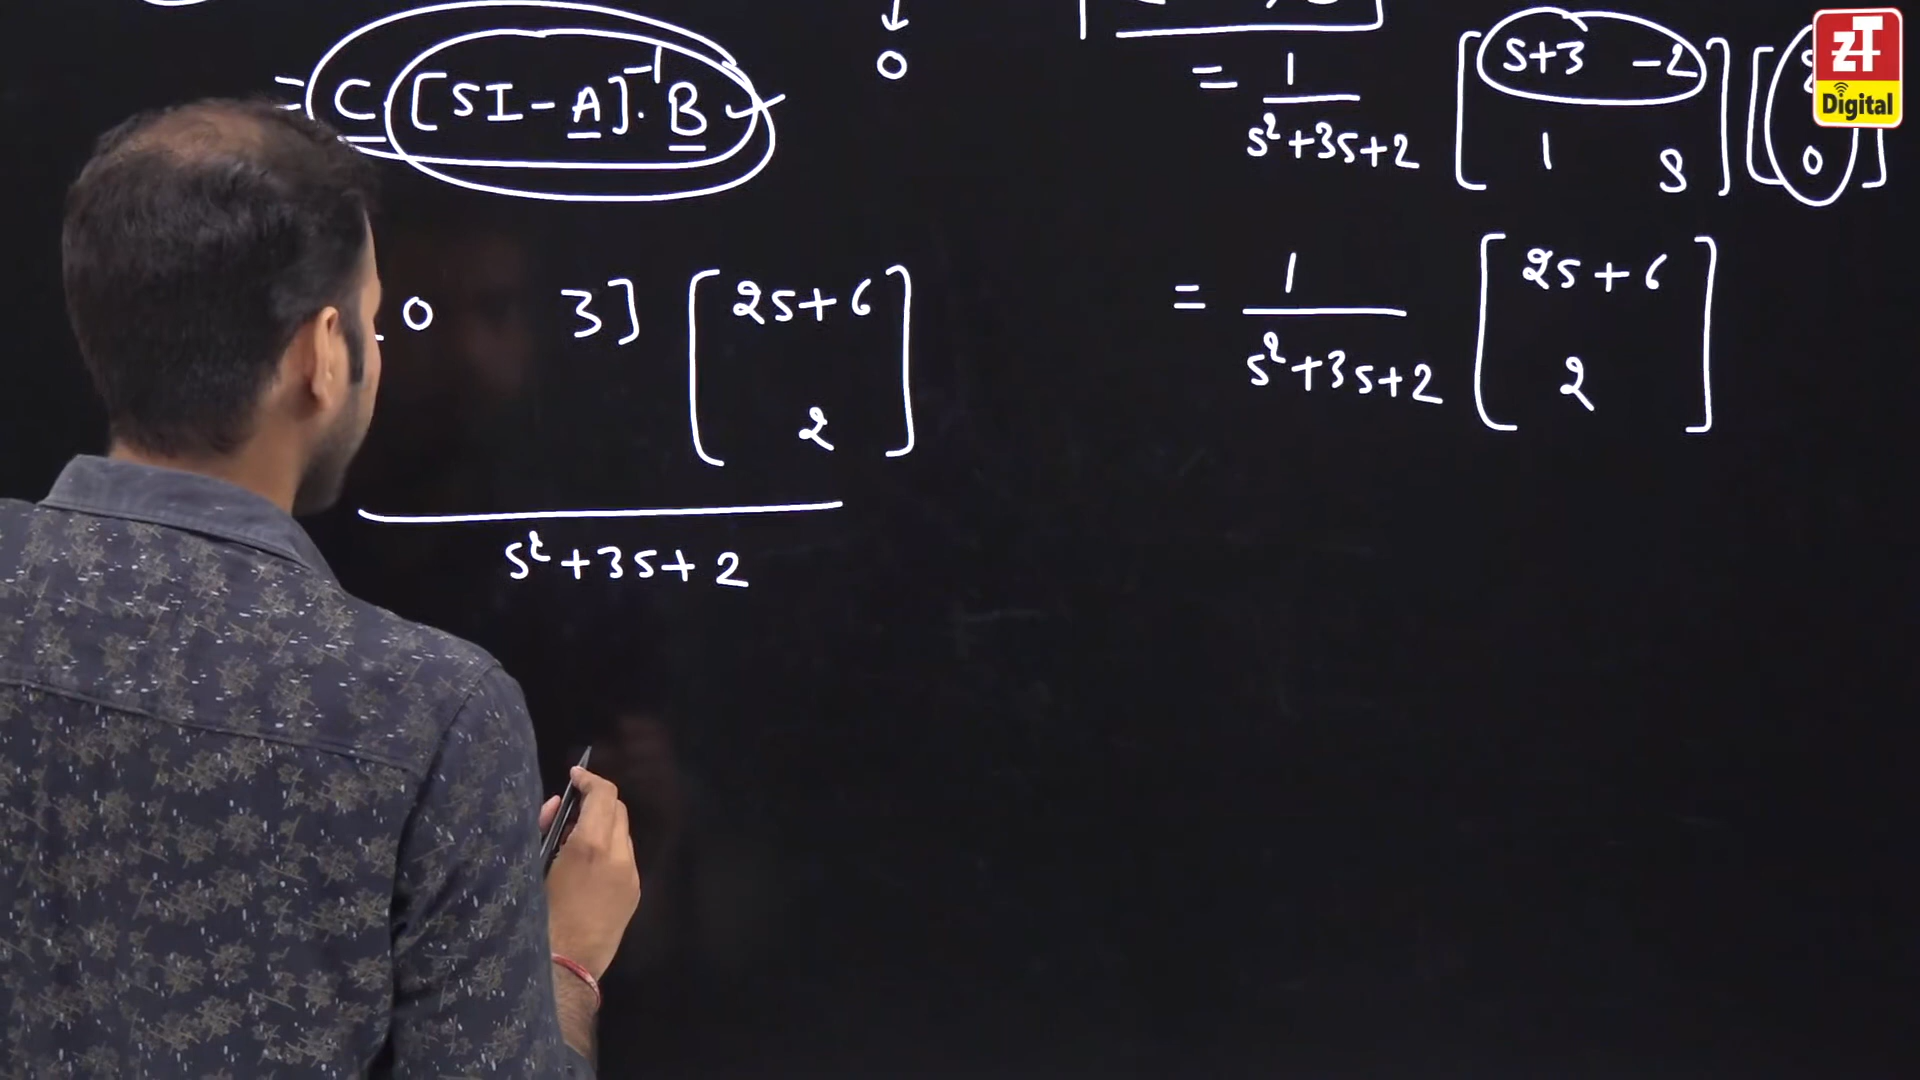 = C [SI - A]⁻¹ . B
↓
0
= 1 / s²+3s+2 [ s+3 -2 ; 1 s ] [ 0 ]
0 3] [ 2s+6 ; 2 ]
s²+3s+2
= 1 / s²+3s+2 [ 2s+6 ; 2 ]
ZT
Digital